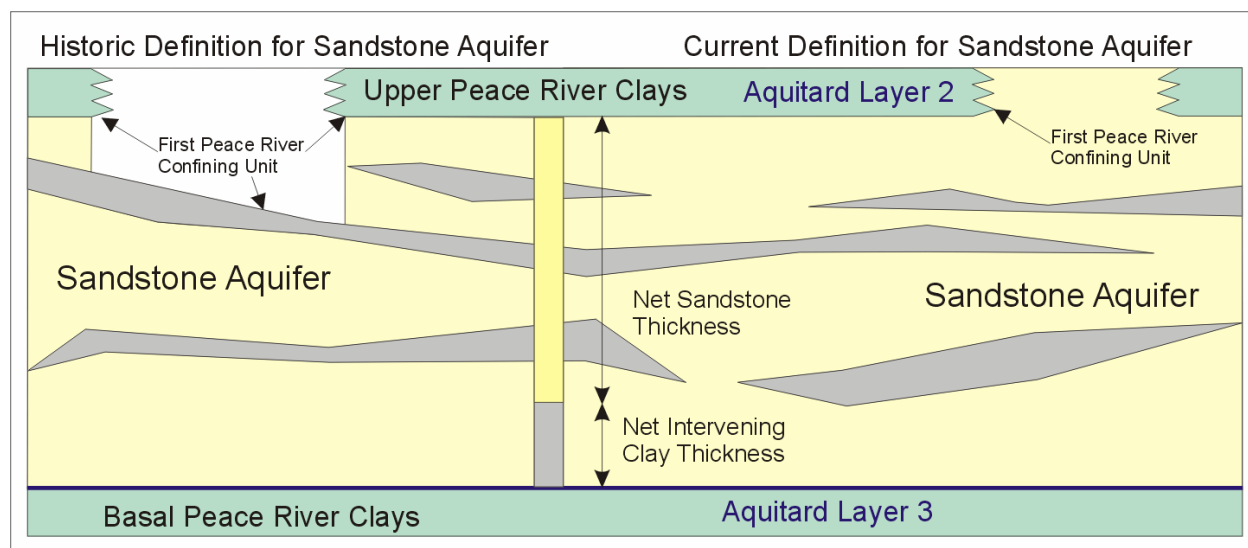 Historic Definition for Sandstone Aquifer
Current Definition for Sandstone Aquifer
Upper Peace River Clays
Aquitard Layer 2
First Peace River
Confining Unit
First Peace River
Confining Unit
Sandstone Aquifer
Net Sandstone
Thickness
Sandstone Aquifer
Net Intervening
Clay Thickness
Basal Peace River Clays
Aquitard Layer 3